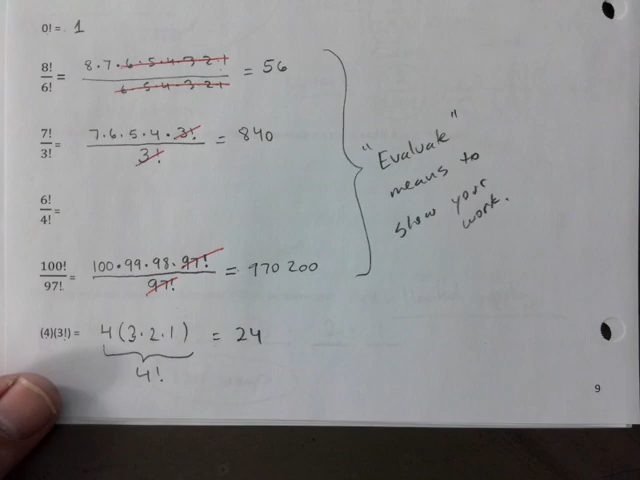 0! = 1
8!/6! = 8·7·6·5·4·3·2·1/6·5·4·3·2·1 = 56
7!/3! = 7·6·5·4·3!/3! = 840
6!/4! =
100!/97! = 100·99·98·97!/97! = 970 200
(4)(3!) = 4(3·2·1) = 24
4!
"Evaluate"
means to
show your
work.
9